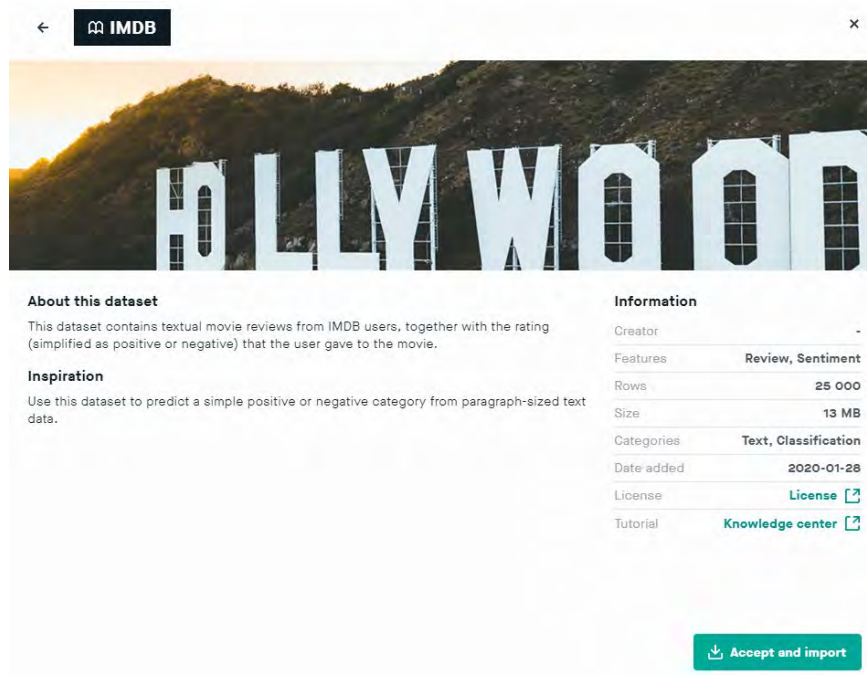 IMDB
HOLLYWOOD
About this dataset
This dataset contains textual movie reviews from IMDB users, together with the rating
(simplified as positive or negative) that the user gave to the movie.
Inspiration
Use this dataset to predict a simple positive or negative category from paragraph-sized text
data.
Information
Creator -
Features Review, Sentiment
Rows 25 000
Size 13 MB
Categories Text, Classification
Date added 2020-01-28
License License
Tutorial Knowledge center
Accept and import